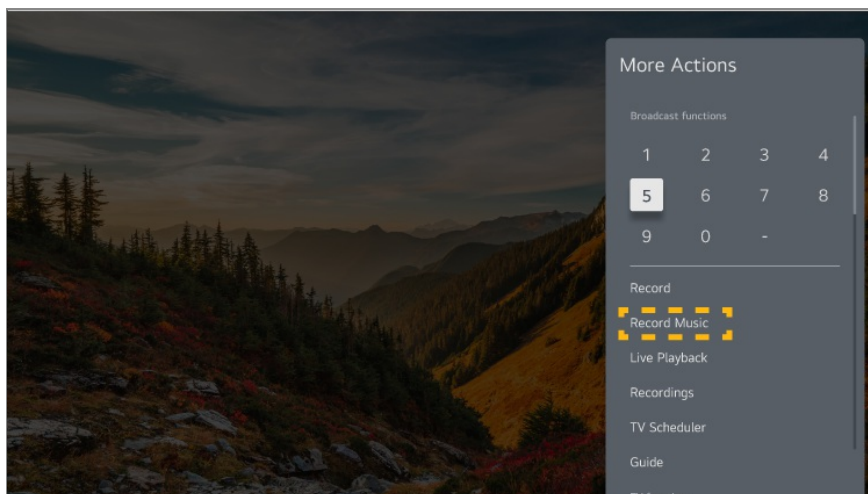 More Actions
Broadcast functions
1 2 3 4
5 6 7 8
9 0 -
Record
Record Music
Live Playback
Recordings
TV Scheduler
Guide